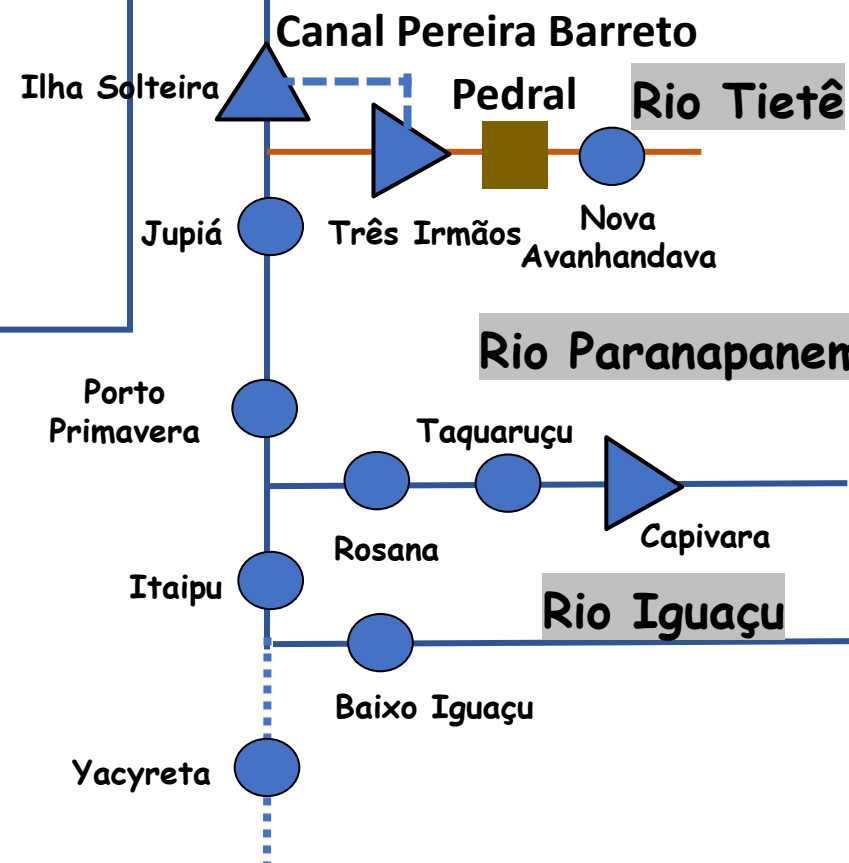 Canal Pereira Barreto
Ilha Solteira
Pedral
Rio Tietê
Jupiá
Três Irmãos
Nova
Avanhandava
Rio Paranapanem
Porto
Primavera
Taquaruçu
Rosana
Capivara
Itaipu
Rio Iguaçu
Baixo Iguaçu
Yacyreta